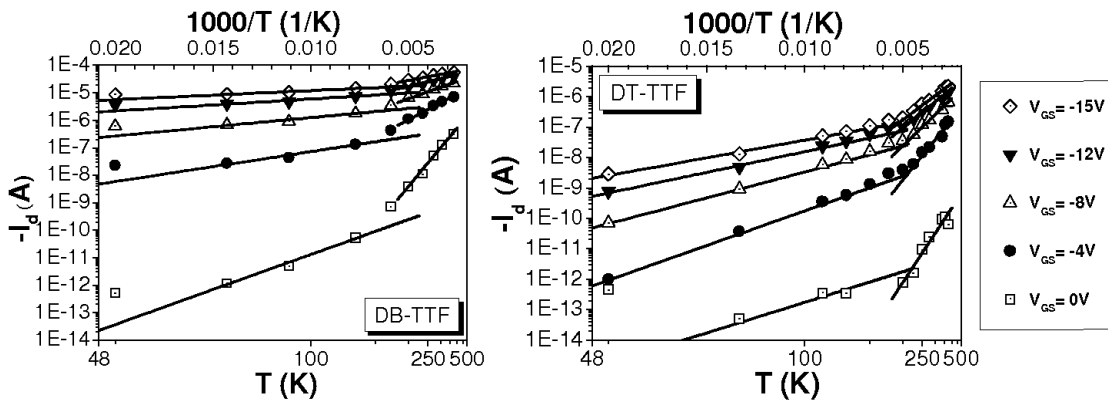 1000/T (1/K)
0.020 0.015 0.010 0.005
1E-4
1E-5
1E-6
1E-7
1E-8
1E-9
1E-10
1E-11
1E-12
1E-13
1E-14
-I_d (A)
DB-TTF
48 100 250 500
T (K)
1000/T (1/K)
0.020 0.015 0.010 0.005
1E-5
1E-6
1E-7
1E-8
1E-9
1E-10
1E-11
1E-12
1E-13
1E-14
-I_d (A)
DT-TTF
48 100 250 500
T (K)
V_GS= -15V
V_GS= -12V
V_GS= -8V
V_GS= -4V
V_GS= 0V